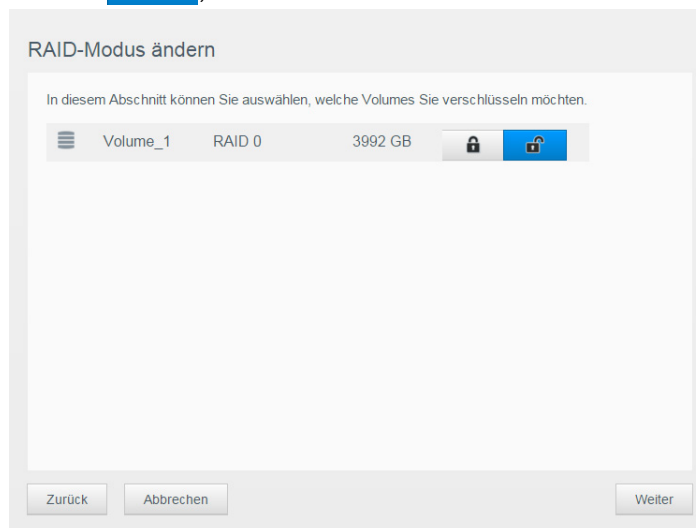 RAID-Modus ändern
In diesem Abschnitt können Sie auswählen, welche Volumes Sie verschlüsseln möchten.
Volume_1 RAID 0 3992 GB
Zurück Abbrechen Weiter